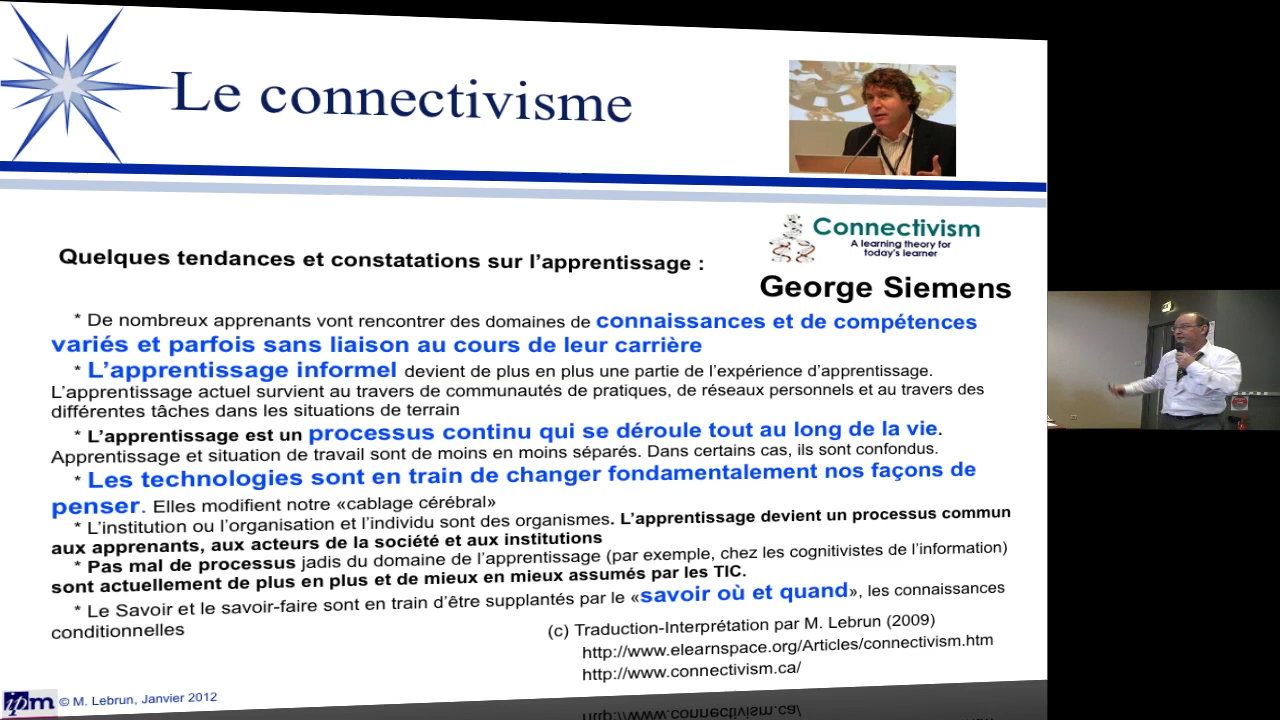 Le connectivisme
Connectivism
A learning theory for
today's learner
Quelques tendances et constatations sur l'apprentissage :
George Siemens
* De nombreux apprenants vont rencontrer des domaines de connaissances et de compétences
variés et parfois sans liaison au cours de leur carrière
* L'apprentissage informel devient de plus en plus une partie de l'expérience d'apprentissage.
L'apprentissage actuel survient au travers de communautés de pratiques, de réseaux personnels et au travers des
différentes tâches dans les situations de terrain
* L'apprentissage est un processus continu qui se déroule tout au long de la vie.
Apprentissage et situation de travail sont de moins en moins séparés. Dans certains cas, ils sont confondus.
* Les technologies sont en train de changer fondamentalement nos façons de
penser. Elles modifient notre «cablage cérébral»
* L'institution ou l'organisation et l'individu sont des organismes. L'apprentissage devient un processus commun
aux apprenants, aux acteurs de la société et aux institutions
* Pas mal de processus jadis du domaine de l'apprentissage (par exemple, chez les cognitivistes de l'information)
sont actuellement de plus en plus et de mieux en mieux assumés par les TIC.
* Le Savoir et le savoir-faire sont en train d'être supplantés par le «savoir où et quand», les connaissances
conditionnelles
(c) Traduction-Interprétation par M. Lebrun (2009)
http://www.elearnspace.org/Articles/connectivism.htm
http://www.connectivism.ca/
ipm © M. Lebrun, Janvier 2012
http://www.connectivism.ca/